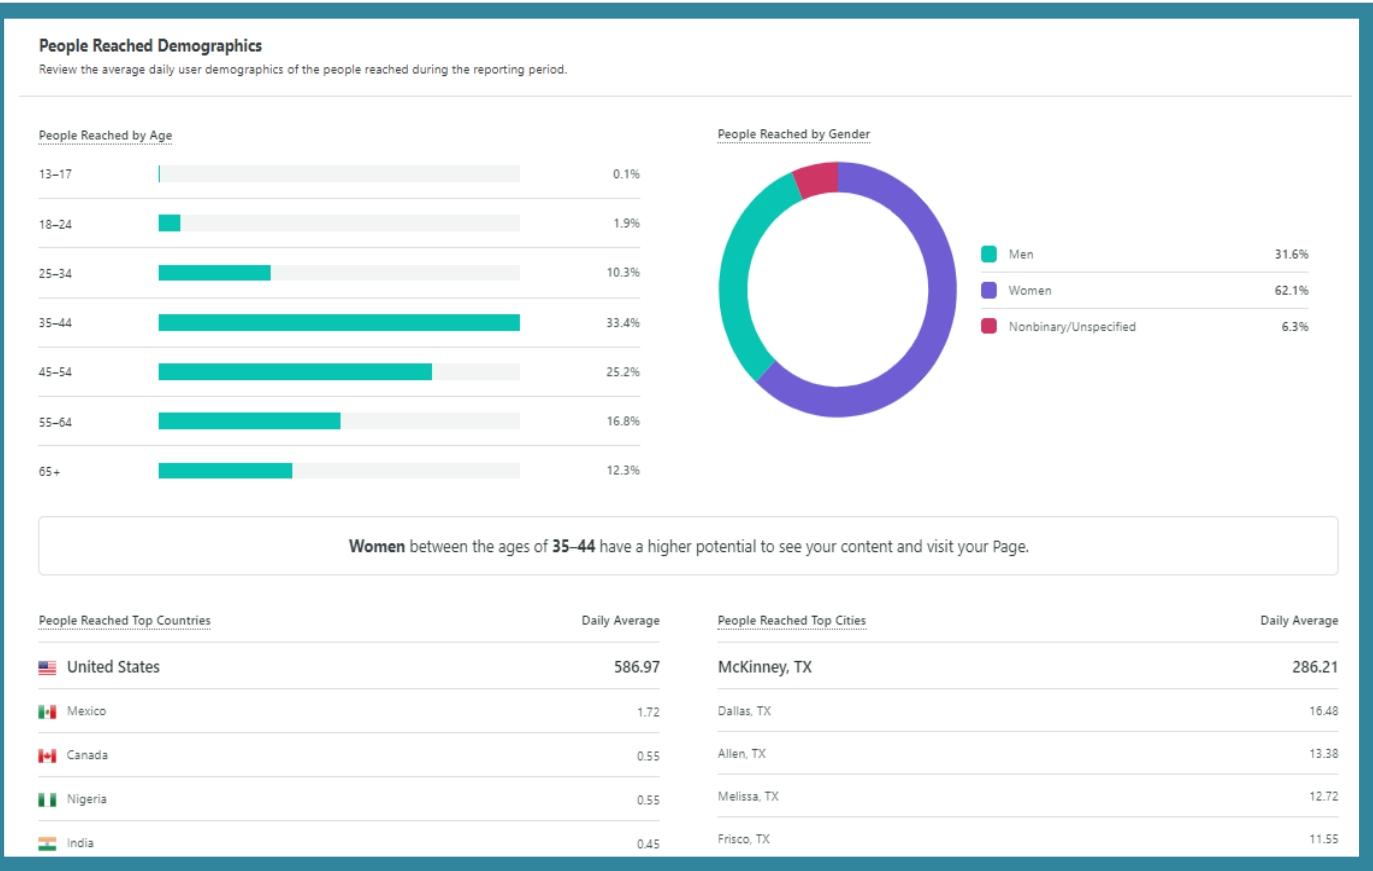 People Reached Demographics
Review the average daily user demographics of the people reached during the reporting period.
People Reached by Age
13–17 0.1%
18–24 1.9%
25–34 10.3%
35–44 33.4%
45–54 25.2%
55–64 16.8%
65+ 12.3%
People Reached by Gender
Men 31.6%
Women 62.1%
Nonbinary/Unspecified 6.3%
Women between the ages of 35–44 have a higher potential to see your content and visit your Page.
People Reached Top Countries Daily Average
United States 586.97
Mexico 1.72
Canada 0.55
Nigeria 0.55
India 0.45
People Reached Top Cities Daily Average
McKinney, TX 286.21
Dallas, TX 16.48
Allen, TX 13.38
Melissa, TX 12.72
Frisco, TX 11.55